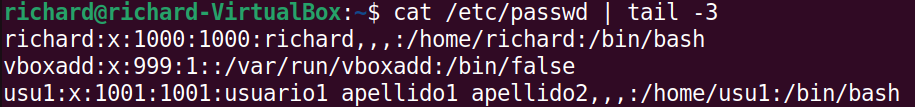 richard@richard-VirtualBox:~$ cat /etc/passwd | tail -3
richard:x:1000:1000:richard,,,:/home/richard:/bin/bash
vboxadd:x:999:1::/var/run/vboxadd:/bin/false
usu1:x:1001:1001:usuario1 apellido1 apellido2,,,:/home/usu1:/bin/bash